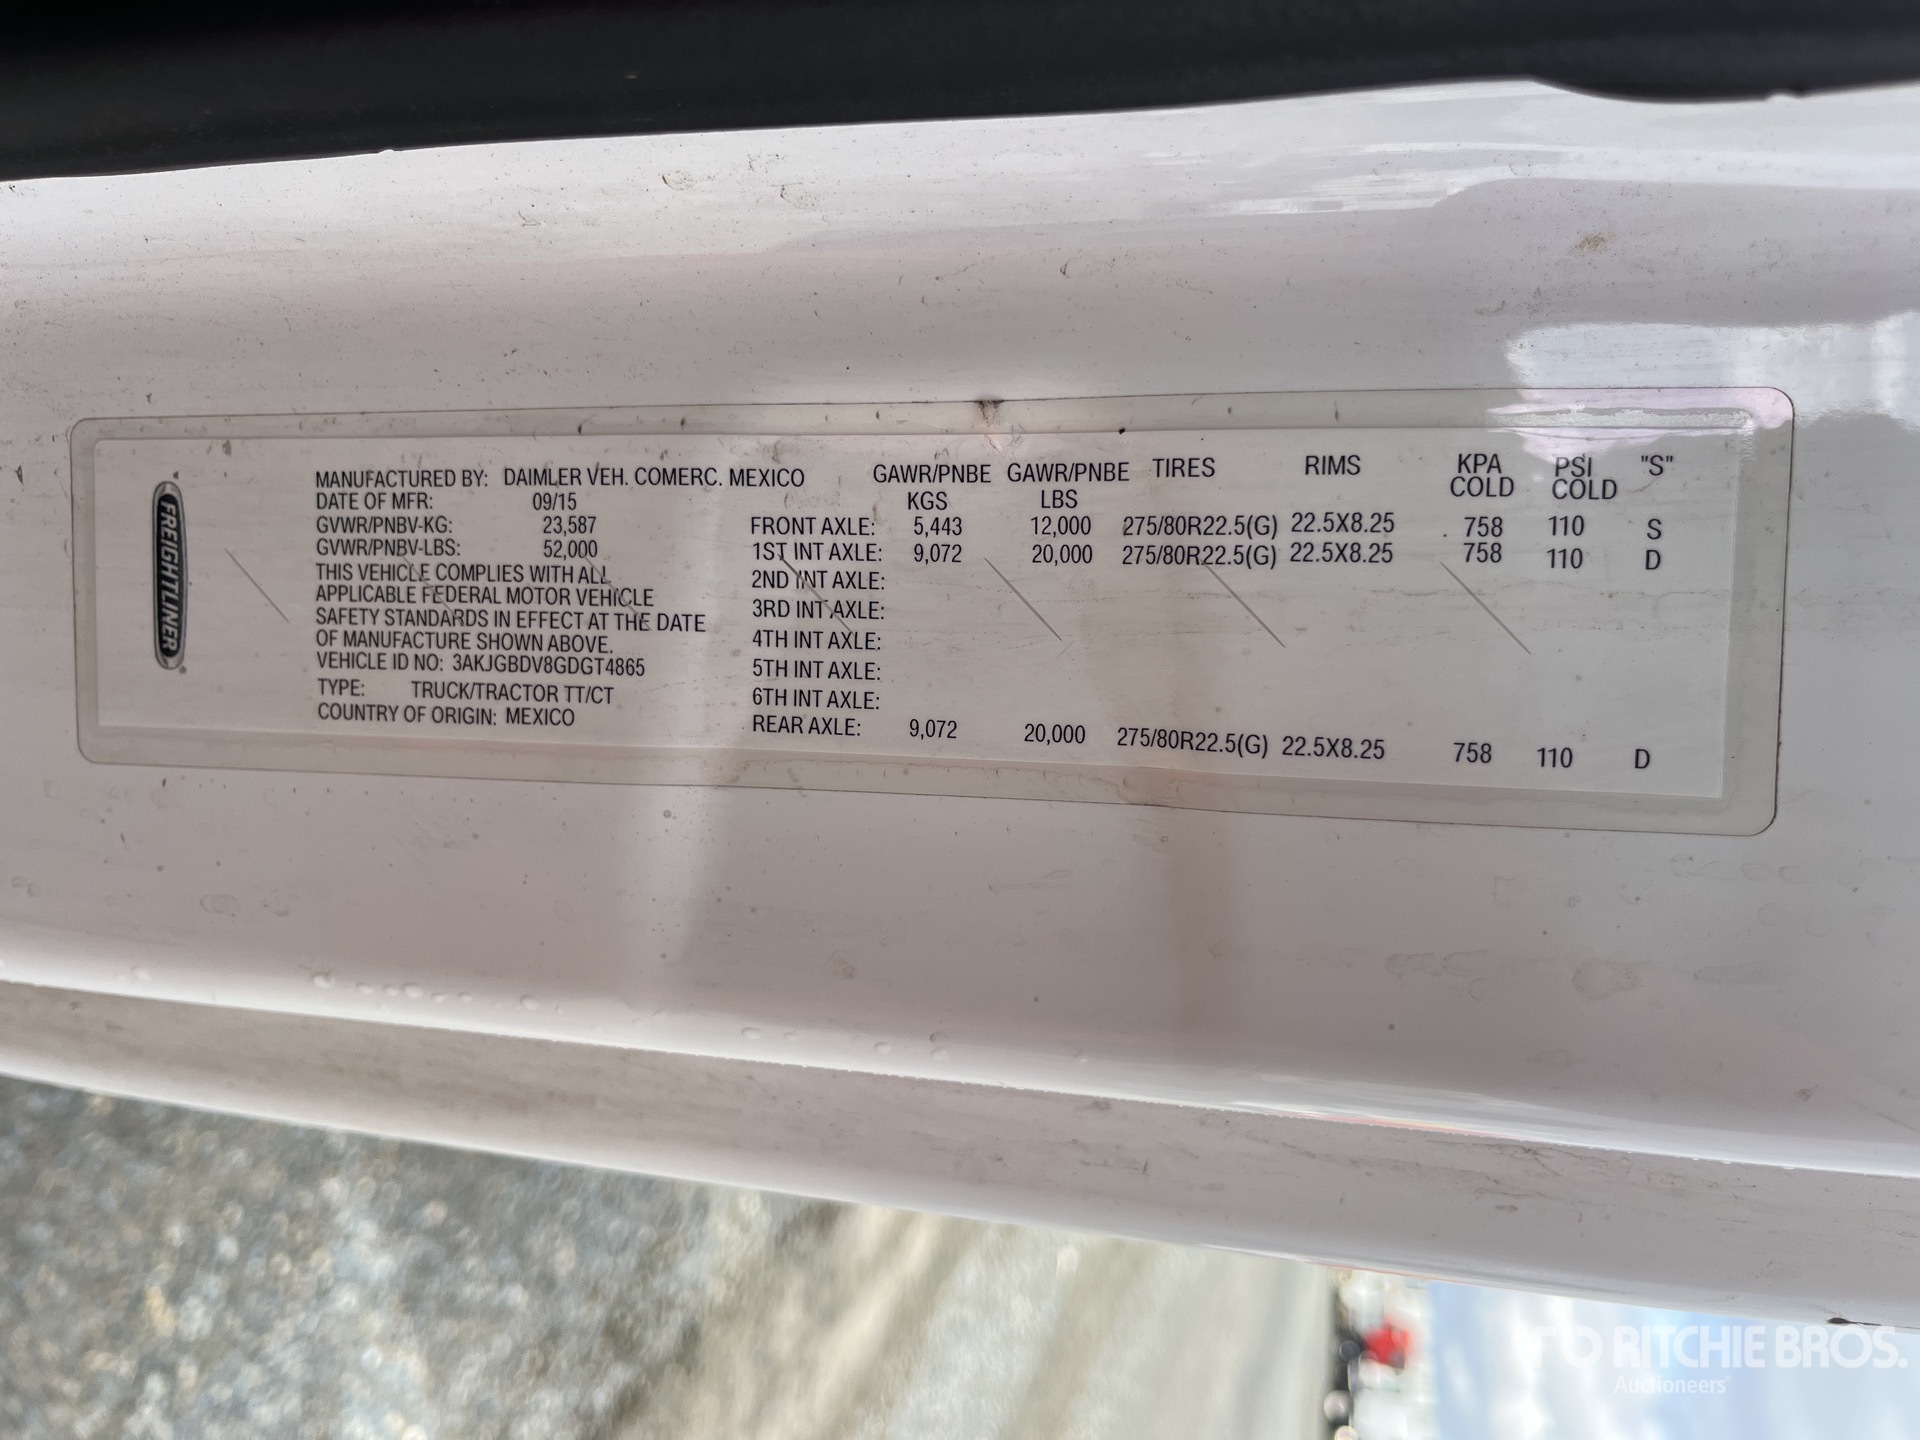 FREIGHTLINER
MANUFACTURED BY: DAIMLER VEH. COMERC. MEXICO
DATE OF MFR: 09/15
GVWR/PNBV-KG: 23,587
GVWR/PNBV-LBS: 52,000
THIS VEHICLE COMPLIES WITH ALL
APPLICABLE FEDERAL MOTOR VEHICLE
SAFETY STANDARDS IN EFFECT AT THE DATE
OF MANUFACTURE SHOWN ABOVE.
VEHICLE ID NO: 3AKJGBDV8GDGT4865
TYPE: TRUCK/TRACTOR TT/CT
COUNTRY OF ORIGIN: MEXICO
GAWR/PNBE GAWR/PNBE TIRES RIMS KPA PSI "S"
KGS LBS COLD COLD
FRONT AXLE: 5,443 12,000 275/80R22.5(G) 22.5X8.25 758 110 S
1ST INT AXLE: 9,072 20,000 275/80R22.5(G) 22.5X8.25 758 110 D
2ND INT AXLE:
3RD INT AXLE:
4TH INT AXLE:
5TH INT AXLE:
6TH INT AXLE:
REAR AXLE: 9,072 20,000 275/80R22.5(G) 22.5X8.25 758 110 D
RITCHIE BROS.
Auctioneers